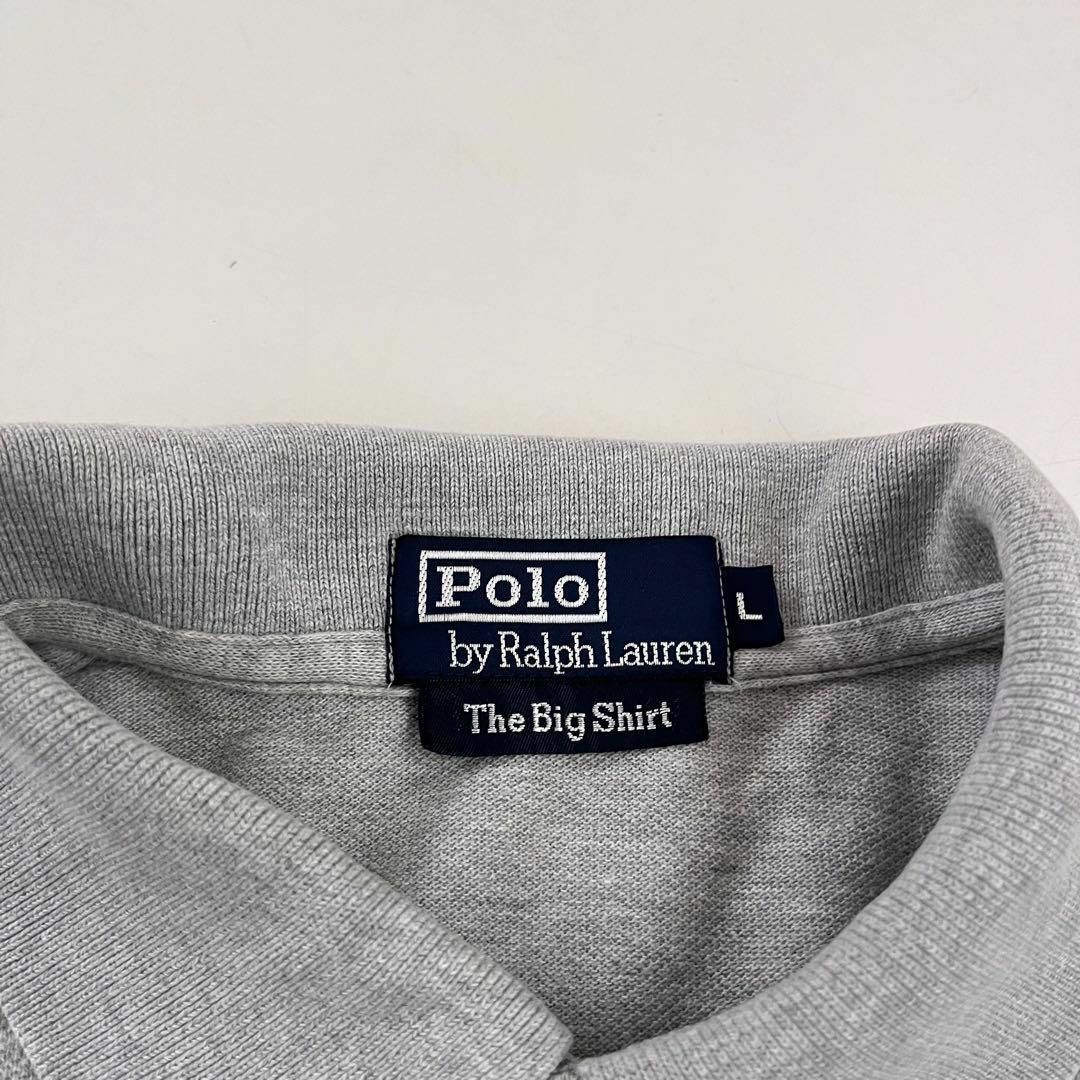 Polo
by Ralph Lauren
L
The Big Shirt